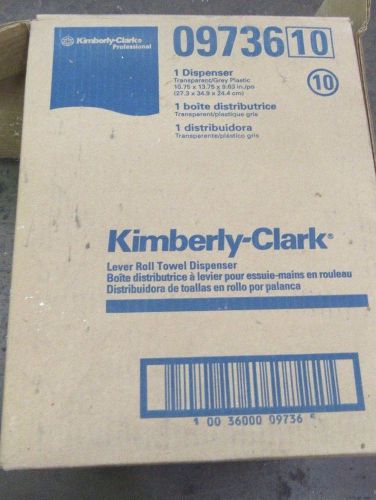 Kimberly-Clark®
Professional
09736 10
1 Dispenser
Transparent/Grey Plastic
10.75 x 13.75 x 9.63 in./po
(27.3 x 34.9 x 24.4 cm)
10
1 boîte distributrice
Transparent/plastique gris
1 distribuidora
Transparente/plástico gris
Kimberly-Clark®
Lever Roll Towel Dispenser
Boîte distributrice à levier pour essuie-mains en rouleau
Distribuidora de toallas en rollo por palanca
1 00 36000 09736 5